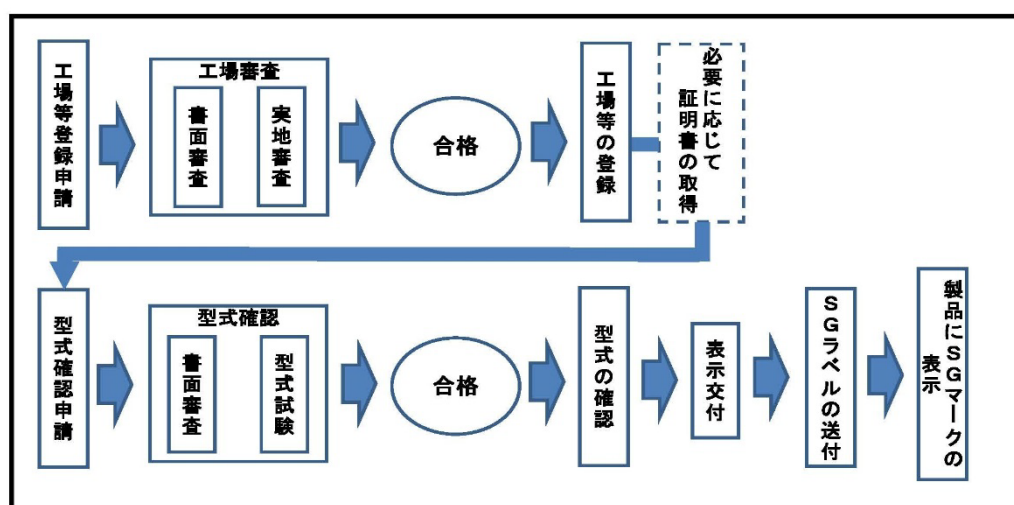 工場等登録申請
工場審査
書面審査
実地審査
合格
工場等の登録
必要に応じて
証明書の取得
型式確認申請
型式確認
書面審査
型式試験
合格
型式の確認
表示交付
SGラベルの送付
製品にSGマークの
表示